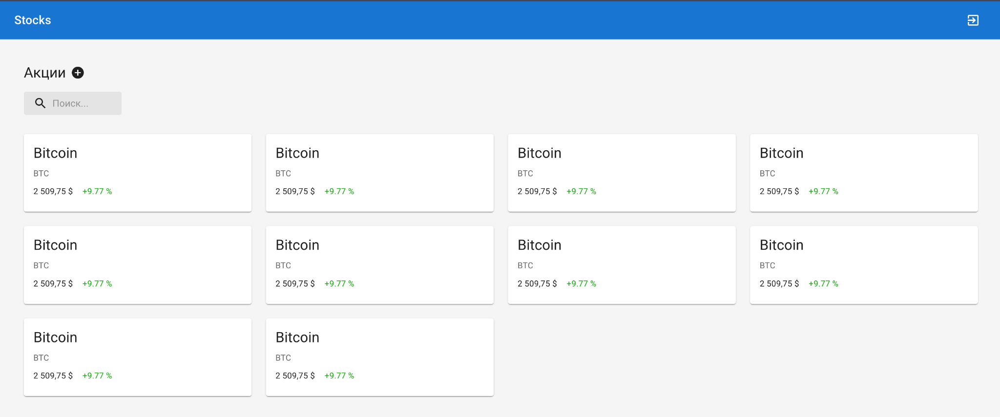 Stocks
Акции
Поиск...
Bitcoin
BTC
2 509,75 $ +9.77 %
Bitcoin
BTC
2 509,75 $ +9.77 %
Bitcoin
BTC
2 509,75 $ +9.77 %
Bitcoin
BTC
2 509,75 $ +9.77 %
Bitcoin
BTC
2 509,75 $ +9.77 %
Bitcoin
BTC
2 509,75 $ +9.77 %
Bitcoin
BTC
2 509,75 $ +9.77 %
Bitcoin
BTC
2 509,75 $ +9.77 %
Bitcoin
BTC
2 509,75 $ +9.77 %
Bitcoin
BTC
2 509,75 $ +9.77 %